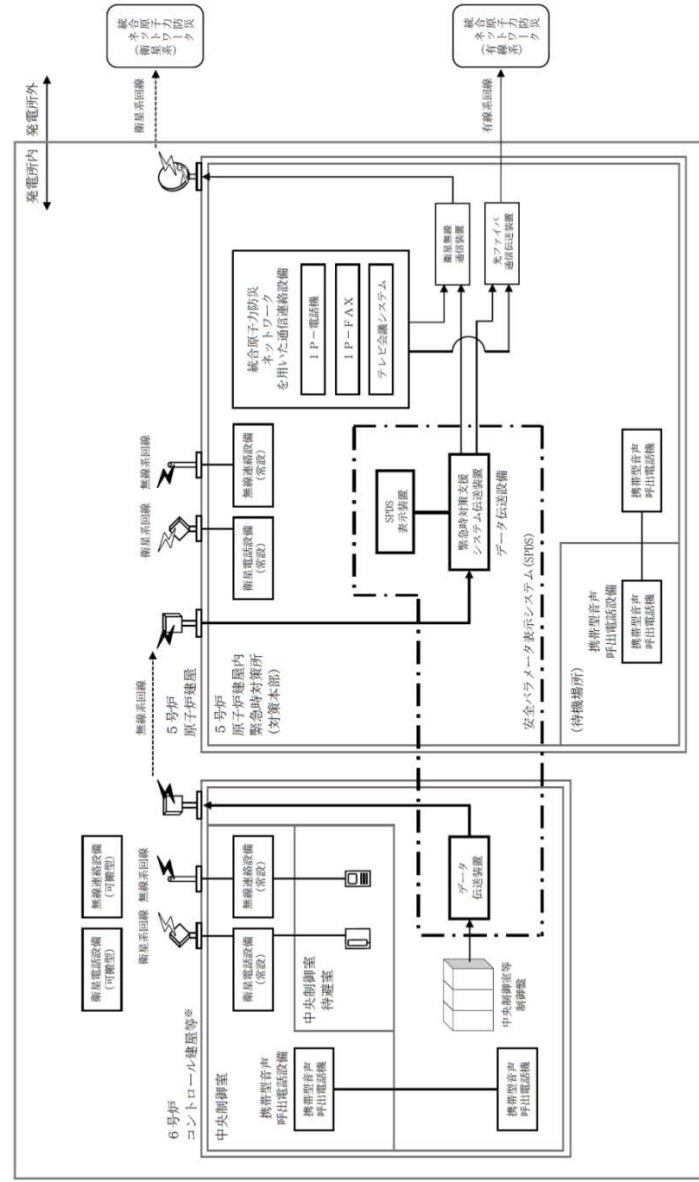 発電所内
発電所外
衛星系回線
統合原子力防災
ネットワーク
(衛星系)
有線系回線
統合原子力防災
ネットワーク
(有線系)
衛星電話設備
(可搬型)
無線連絡設備
(可搬型)
6号炉
コントロール建屋等※
衛星系回線
無線系回線
無線系回線
中央制御室
衛星電話設備
(常設)
無線連絡設備
(常設)
中央制御室
待避室
携帯型音声
呼出電話設備
携帯型音声
呼出電話機
携帯型音声
呼出電話機
中央制御室等
制御盤
データ
伝送装置
5号炉
原子炉建屋
5号炉
原子炉建屋内
緊急時対策所
(対策本部)
衛星系回線
無線系回線
衛星電話設備
(常設)
無線連絡設備
(常設)
統合原子力防災
ネットワーク
を用いた通信連絡設備
IP-電話機
IP-FAX
テレビ会議システム
衛星無線
通信装置
光ファイバ
通信伝送装置
SPDS
表示装置
緊急時対策支援
システム伝送装置
データ伝送設備
安全パラメータ表示システム(SPDS)
(待機場所)
携帯型音声
呼出電話設備
携帯型音声
呼出電話機
携帯型音声
呼出電話機